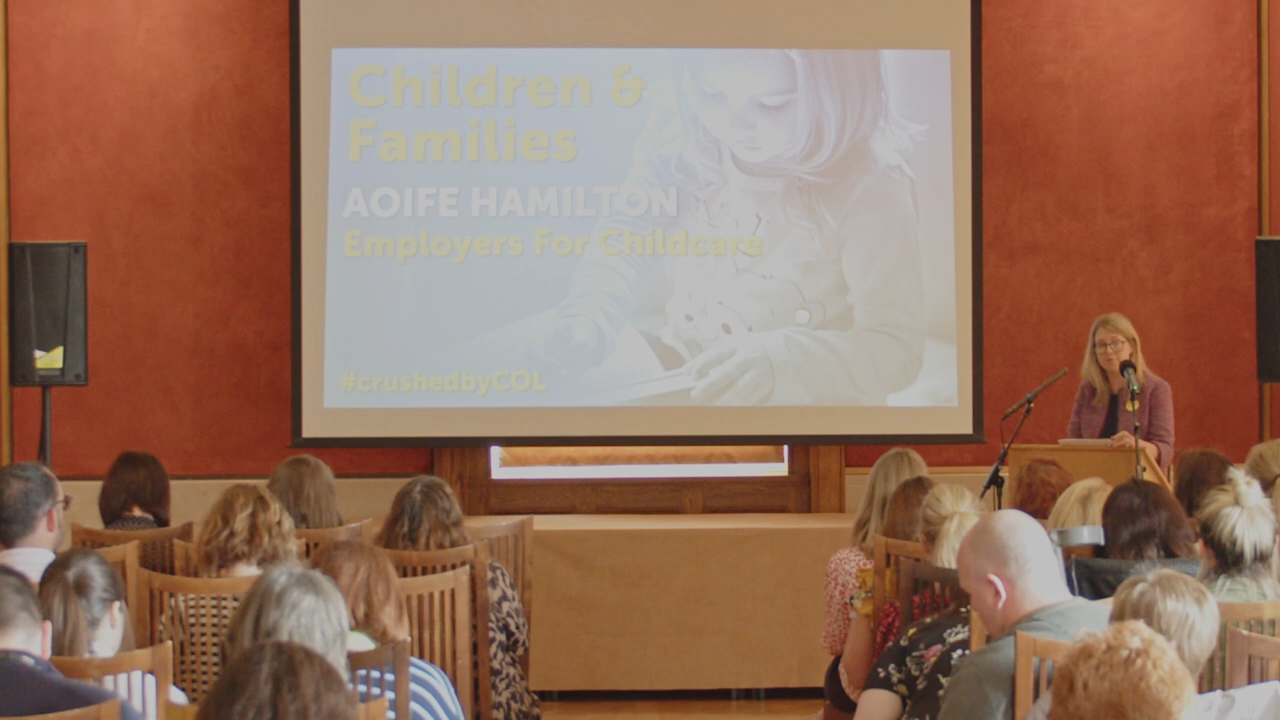 Children &
Families
AOIFE HAMILTON
Employers For Childcare
#crushedbyCOL